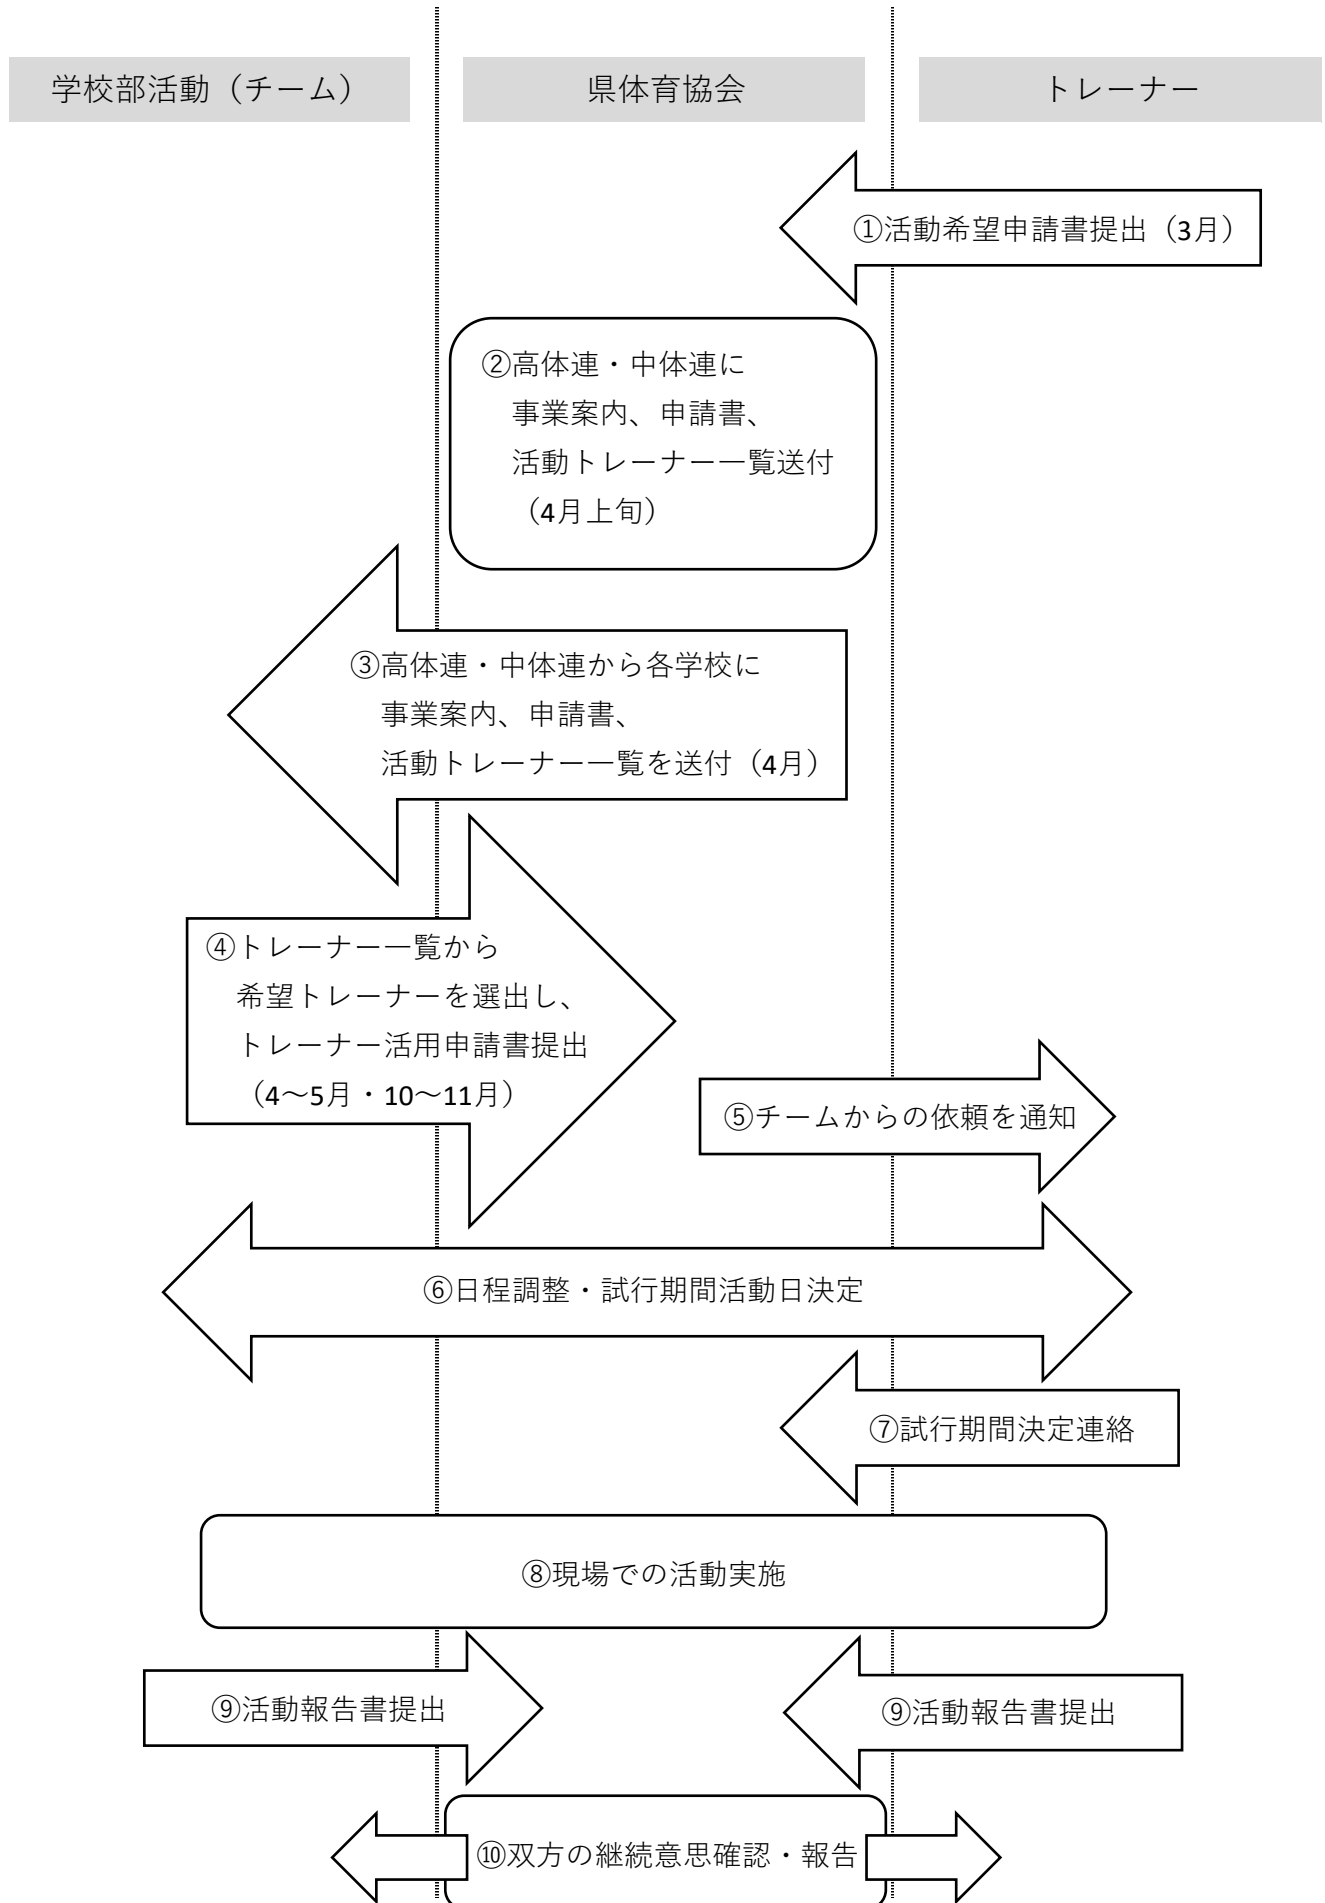 学校部活動（チーム）
県体育協会
トレーナー
①活動希望申請書提出（3月）
②高体連・中体連に
事業案内、申請書、
活動トレーナー一覧送付
（4月上旬）
③高体連・中体連から各学校に
事業案内、申請書、
活動トレーナー一覧を送付（4月）
④トレーナー一覧から
希望トレーナーを選出し、
トレーナー活用申請書提出
（4～5月・10～11月）
⑤チームからの依頼を通知
⑥日程調整・試行期間活動日決定
⑦試行期間決定連絡
⑧現場での活動実施
⑨活動報告書提出
⑨活動報告書提出
⑩双方の継続意思確認・報告